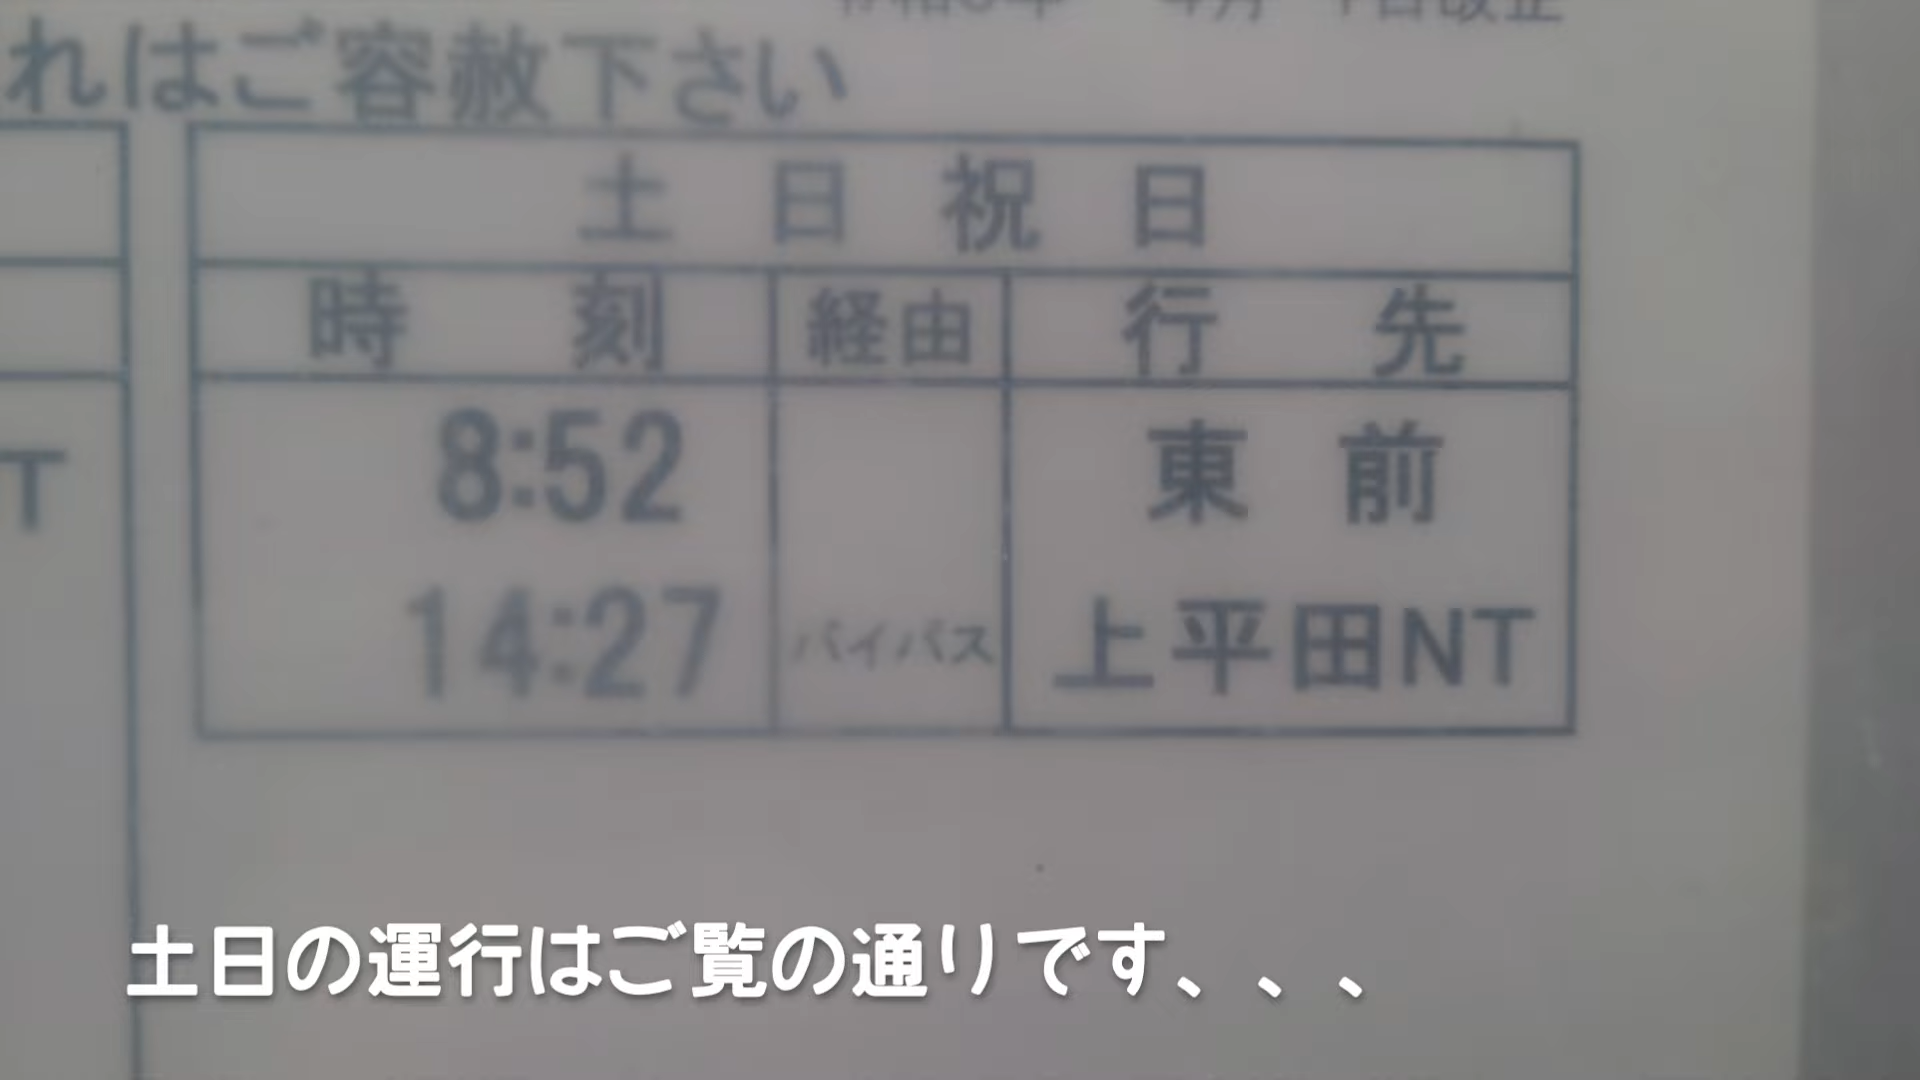 れはご容赦下さい
土日祝日
時刻 経由 行先
8:52 東前
T
14:27 バイパス 上平田NT
土日の運行はご覧の通りです、、、